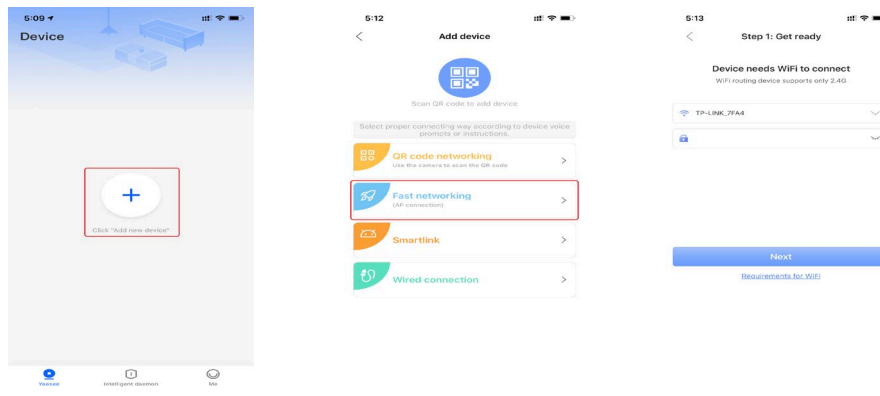 5:09
Device
Click "Add new device"
Yoosee
Intelligent daemon
Me
5:12
Add device
Scan QR code to add device
Select proper connecting way according to device voice
prompts or instructions.
QR code networking
Use the camera to scan the QR code
Fast networking
(AP connection)
Smartlink
Wired connection
5:13
Step 1: Get ready
Device needs WiFi to connect
WiFi routing device supports only 2.4G
TP-LINK_7FA4
Next
Requirements for WiFi